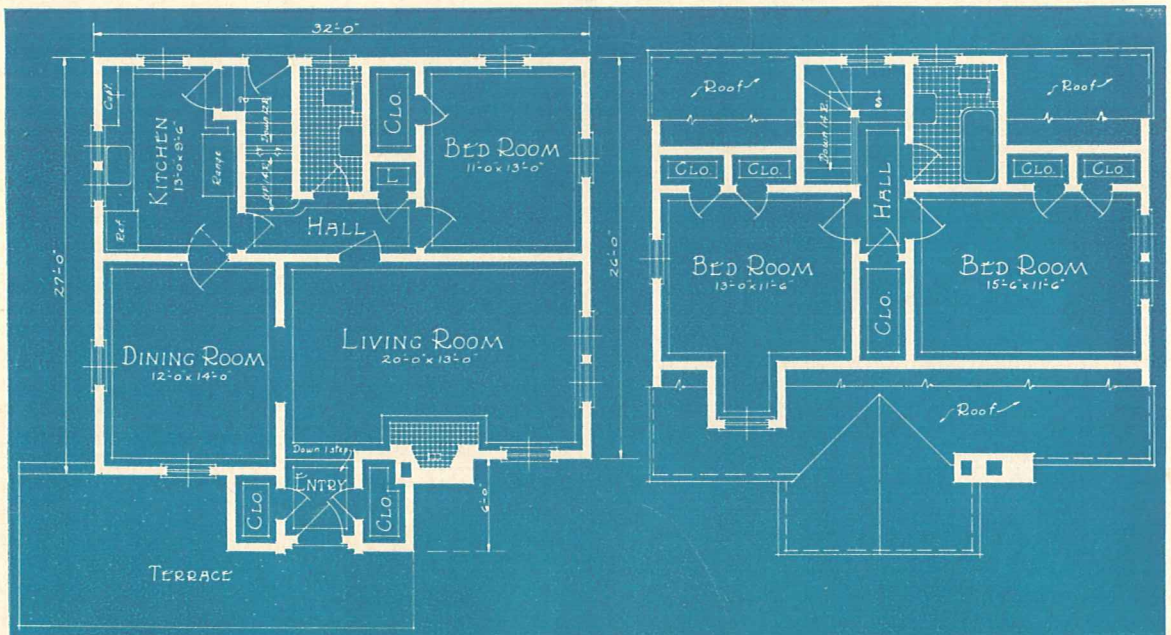 32'-0"
27'-0"
26'-0"
6'-0"
Cupt.
KITCHEN
13'-0" x 9'-6"
Range
Ref.
CLO.
BED ROOM
11'-0" x 13'-0"
HALL
DINING ROOM
12'-0" x 14'-0"
LIVING ROOM
20'-0" x 13'-0"
Down 1 step
ENTRY
CLO.
CLO.
TERRACE
Roof
Roof
Down 14 R.
CLO.
CLO.
HALL
CLO.
CLO.
BED ROOM
13'-0" x 11'-6"
CLO.
BED ROOM
15'-6" x 11'-6"
Roof